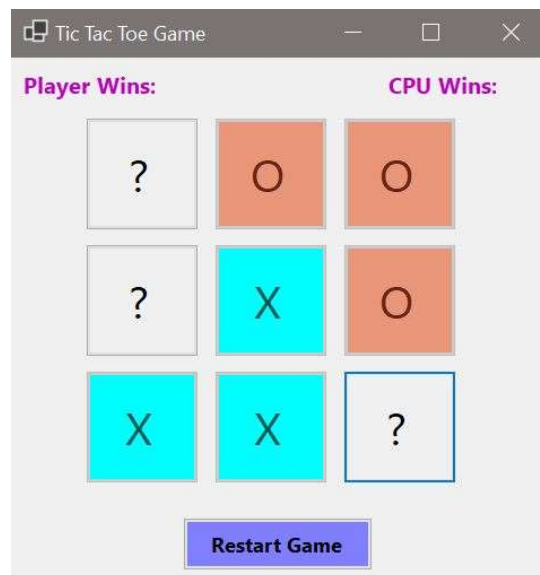 Tic Tac Toe Game
Player Wins: CPU Wins:
? O O
? X O
X X ?
Restart Game